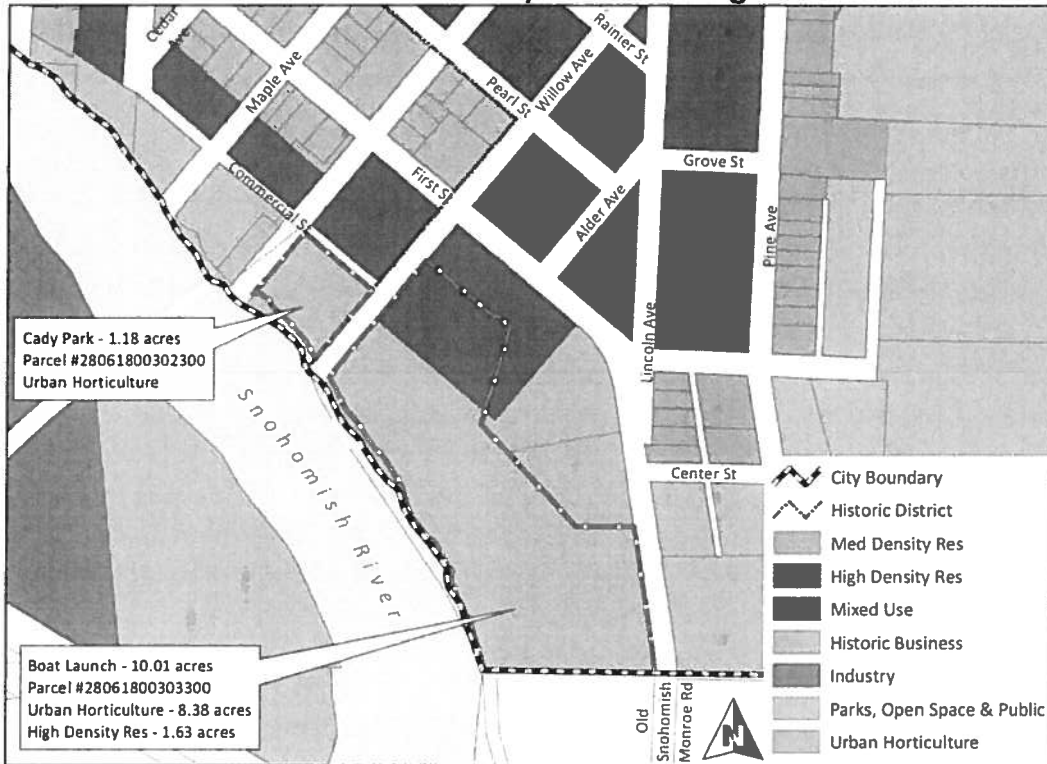 Cedar
Ave
Maple Ave
Rainier St
Willow Ave
Pearl St
Grove St
First St
Commercial St
Alder Ave
Pine Ave
Lincoln Ave
Cady Park - 1.18 acres
Parcel #28061800302300
Urban Horticulture
Snohomish River
Center St
City Boundary
Historic District
Med Density Res
High Density Res
Mixed Use
Historic Business
Industry
Parks, Open Space & Public
Urban Horticulture
Boat Launch - 10.01 acres
Parcel #28061800303300
Urban Horticulture - 8.38 acres
High Density Res - 1.63 acres
Old
Snohomish
Monroe Rd
N